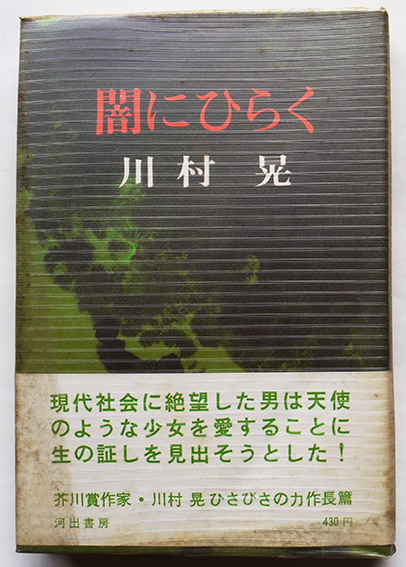 闇にひらく
川村 晃
現代社会に絶望した男は天使
のような少女を愛することに
生の証しを見出そうとした!
芥川賞作家・川村 晃ひさびさの力作長篇
河出書房 430円